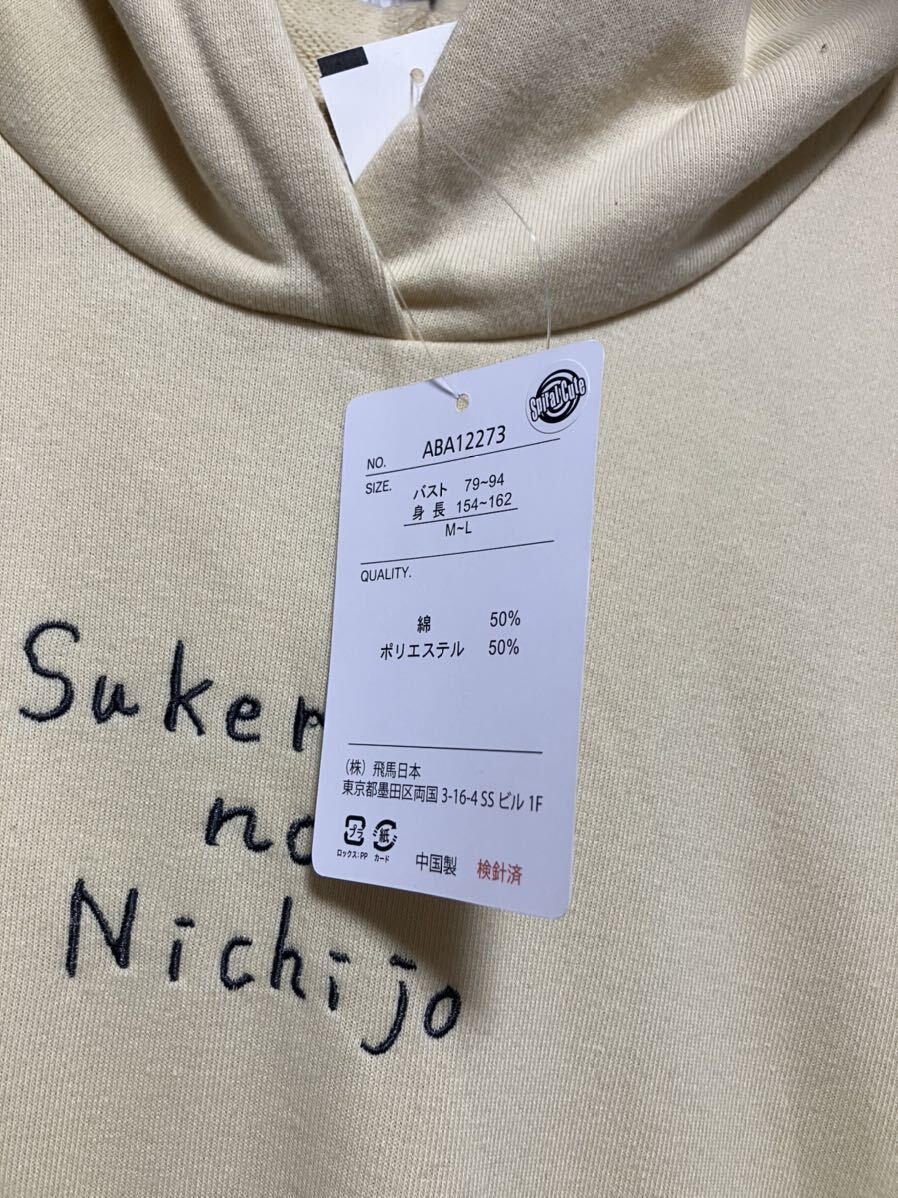 Spiral Cute
NO. ABA12273
SIZE. バスト 79~94
身長 154~162
M~L
QUALITY.
綿 50%
ポリエステル 50%
(株) 飛馬日本
東京都墨田区両国 3-16-4 SS ビル 1F
プラ 紙
ロックス:PP カード 中国製 検針済
no
Nichijo